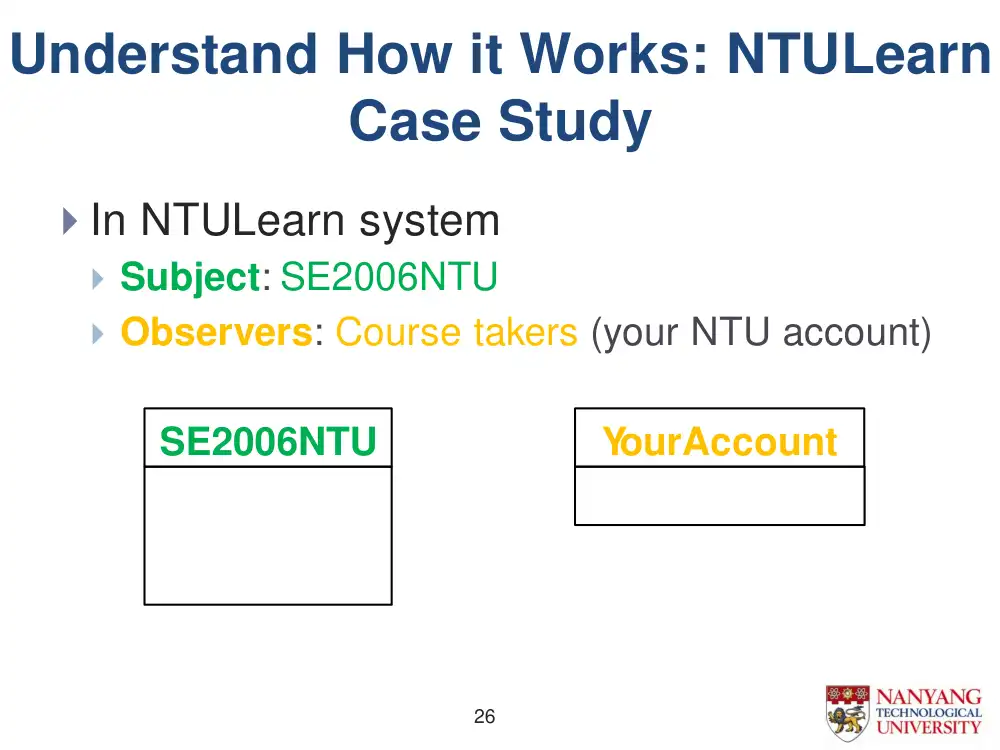 Understand How it Works: NTULearn
Case Study
In NTULearn system
Subject: SE2006NTU
Observers: Course takers (your NTU account)
SE2006NTU
YourAccount
26
NANYANG
TECHNOLOGICAL
UNIVERSITY